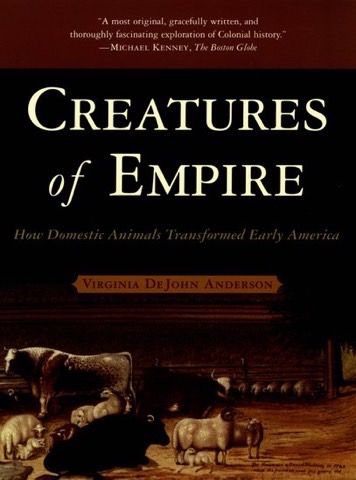 "A most original, gracefully written, and
thoroughly fascinating exploration of Colonial history."
—Michael Kenney, The Boston Globe
Creatures
of Empire
How Domestic Animals Transformed Early America
Virginia DeJohn Anderson